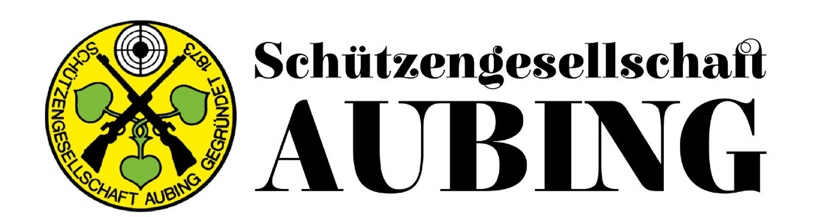 SCHÜTZENGESELLSCHAFT AUBING GEGRÜNDET 1873
Schützengesellschaft
AUBING